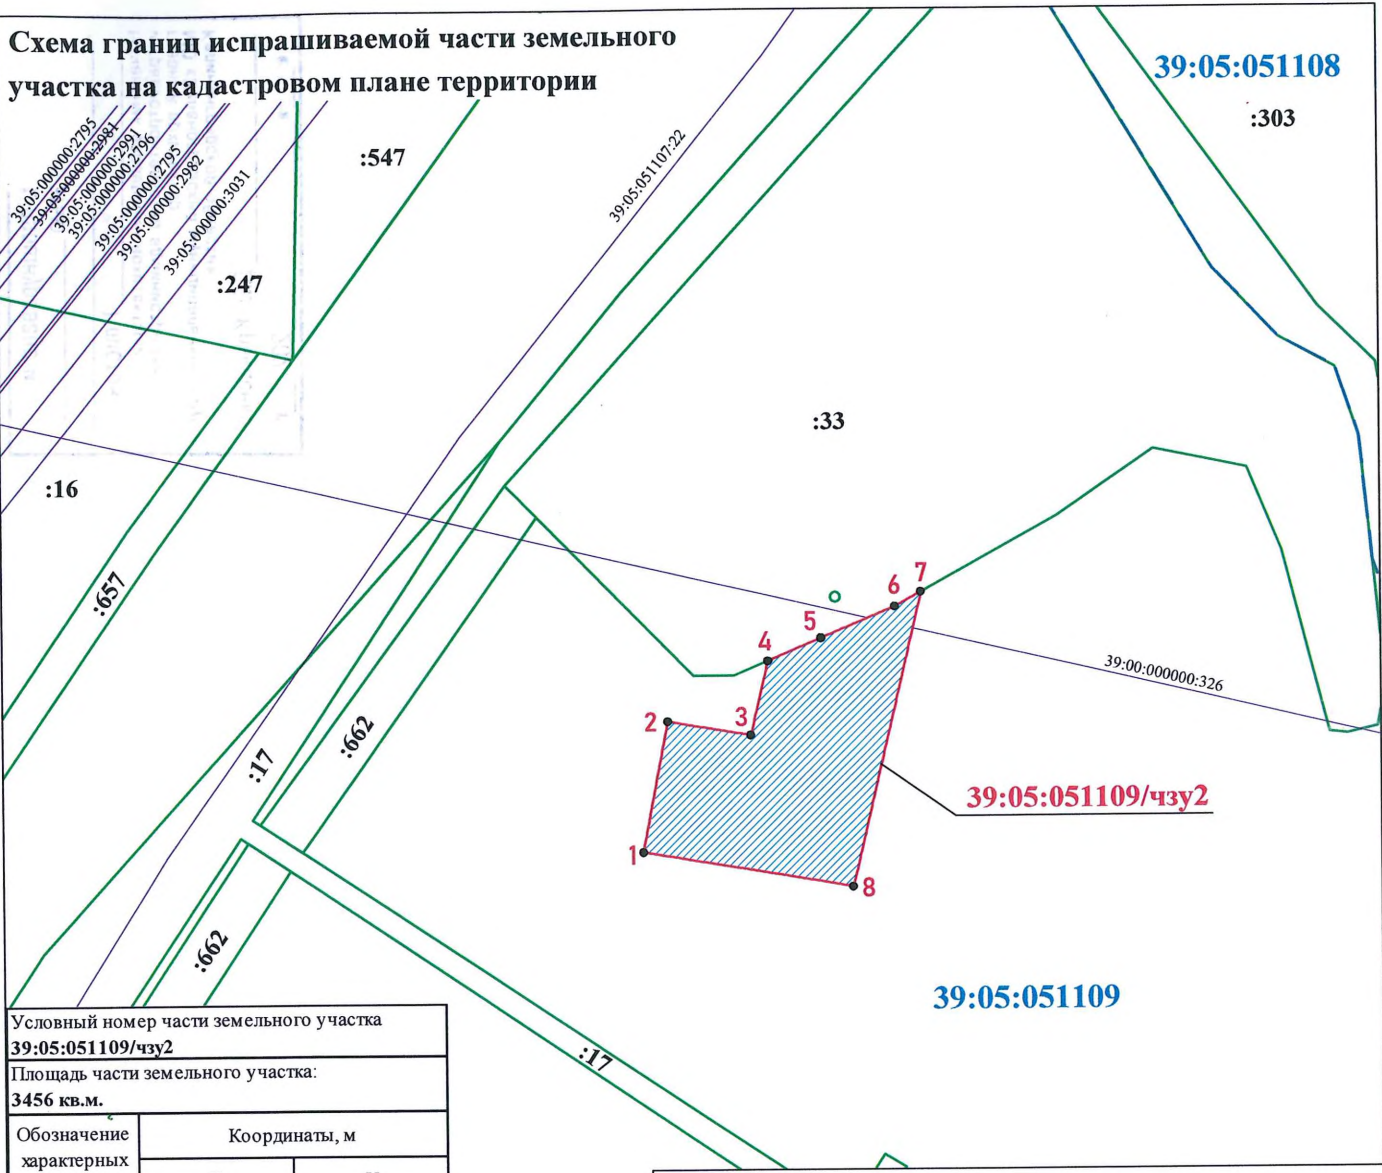 Схема границ испрашиваемой части земельного
участка на кадастровом плане территории
39:05:051108
:303
:547
39:05:051107:22
39:05:000000:2795
39:05:000000:2981
39:05:000000:2991
39:05:000000:2796
39:05:000000:2795
39:05:000000:2982
39:05:000000:3031
:247
:33
:16
:657
7
6
5
4
39:00:000000:326
3
2
:662
:17
39:05:051109/чзу2
1
8
:662
39:05:051109
:17
Условный номер части земельного участка
39:05:051109/чзу2
Площадь части земельного участка:
3456 кв.м.
Обозначение
характерных
Координаты, м